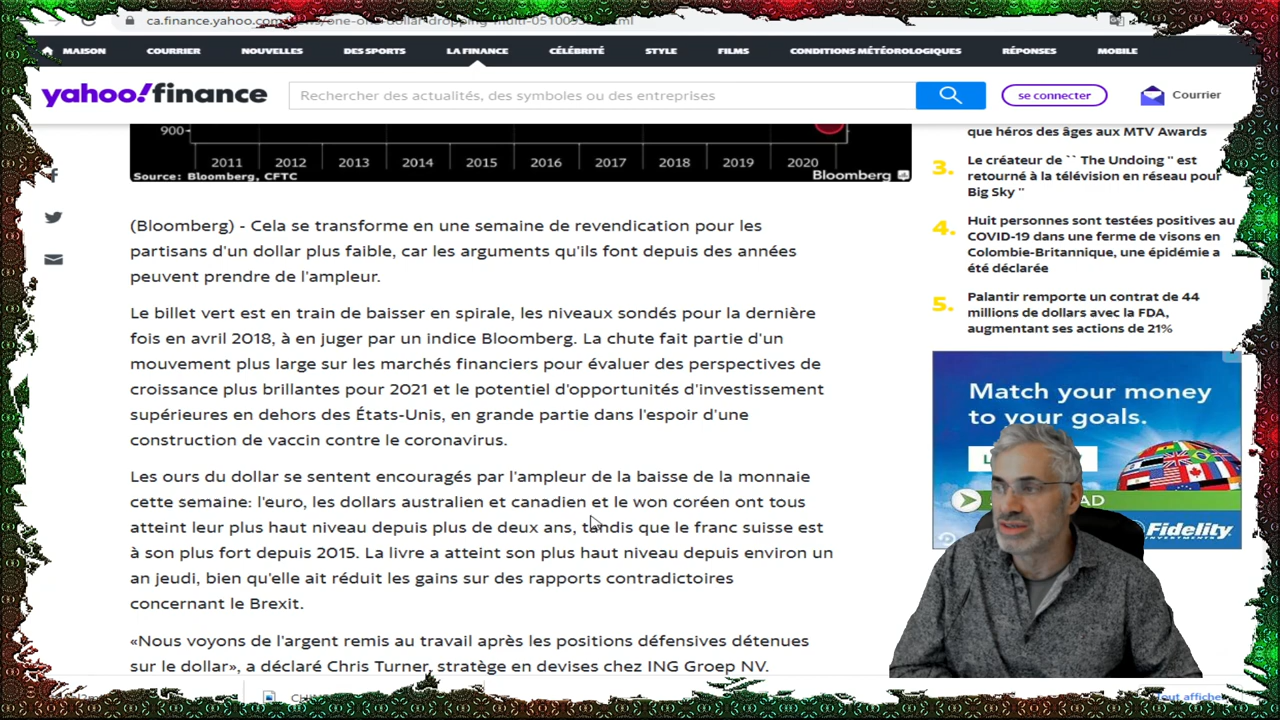 ca.finance.yahoo.com
MAISON COURRIER NOUVELLES DES SPORTS LA FINANCE CÉLÉBRITÉ STYLE FILMS CONDITIONS MÉTÉOROLOGIQUES RÉPONSES MOBILE
yahoo!finance
Rechercher des actualités, des symboles ou des entreprises
se connecter
Courrier
900
2011 2012 2013 2014 2015 2016 2017 2018 2019 2020
Source: Bloomberg, CFTC
Bloomberg
(Bloomberg) - Cela se transforme en une semaine de revendication pour les
partisans d'un dollar plus faible, car les arguments qu'ils font depuis des années
peuvent prendre de l'ampleur.
Le billet vert est en train de baisser en spirale, les niveaux sondés pour la dernière
fois en avril 2018, à en juger par un indice Bloomberg. La chute fait partie d'un
mouvement plus large sur les marchés financiers pour évaluer des perspectives de
croissance plus brillantes pour 2021 et le potentiel d'opportunités d'investissement
supérieures en dehors des États-Unis, en grande partie dans l'espoir d'une
construction de vaccin contre le coronavirus.
Les ours du dollar se sentent encouragés par l'ampleur de la baisse de la monnaie
cette semaine: l'euro, les dollars australien et canadien et le won coréen ont tous
atteint leur plus haut niveau depuis plus de deux ans, tandis que le franc suisse est
à son plus fort depuis 2015. La livre a atteint son plus haut niveau depuis environ un
an jeudi, bien qu'elle ait réduit les gains sur des rapports contradictoires
concernant le Brexit.
«Nous voyons de l'argent remis au travail après les positions défensives détenues
sur le dollar», a déclaré Chris Turner, stratège en devises chez ING Groep NV.
que héros des âges aux MTV Awards
3. Le créateur de `` The Undoing '' est
retourné à la télévision en réseau pour
Big Sky ''
4. Huit personnes sont testées positives au
COVID-19 dans une ferme de visons en
Colombie-Britannique, une épidémie a
été déclarée
5. Palantir remporte un contrat de 44
millions de dollars avec la FDA,
augmentant ses actions de 21%
Match your money
to your goals.
AD
Fidelity
INVESTMENTS